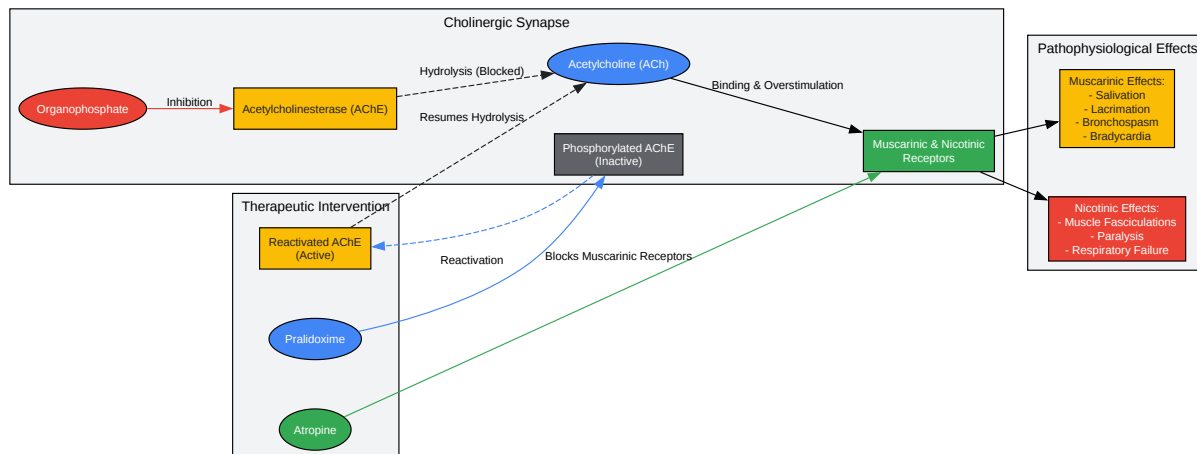 Cholinergic Synapse
Organophosphate
Inhibition
Acetylcholinesterase (AChE)
Hydrolysis (Blocked)
Resumes Hydrolysis
Acetylcholine (ACh)
Binding & Overstimulation
Phosphorylated AChE
(Inactive)
Muscarinic & Nicotinic
Receptors
Pathophysiological Effects
Muscarinic Effects:
- Salivation
- Lacrimation
- Bronchospasm
- Bradycardia
Nicotinic Effects:
- Muscle Fasciculations
- Paralysis
- Respiratory Failure
Therapeutic Intervention
Reactivated AChE
(Active)
Reactivation
Blocks Muscarinic Receptors
Pralidoxime
Atropine